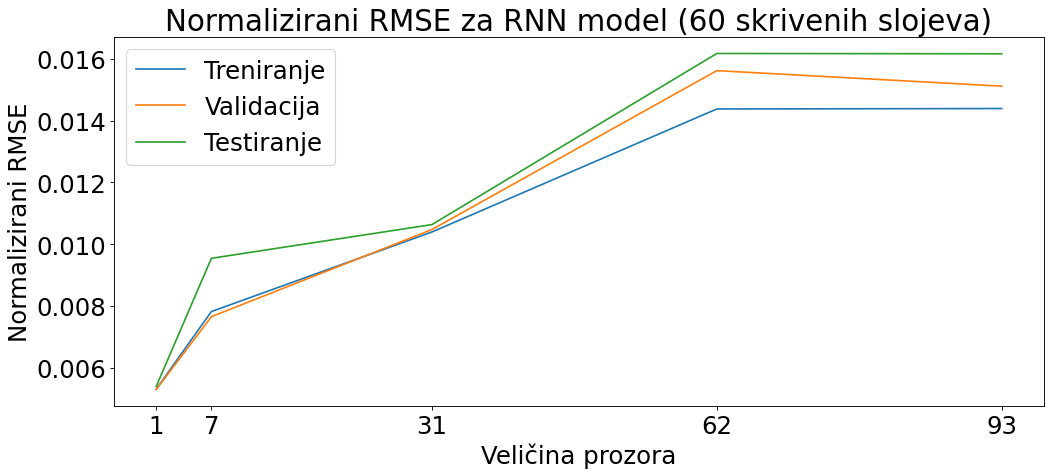 Normalizirani RMSE za RNN model (60 skrivenih slojeva)
Treniranje
Validacija
Testiranje
Normalizirani RMSE
0.016
0.014
0.012
0.010
0.008
0.006
1 7 31 62 93
Veličina prozora